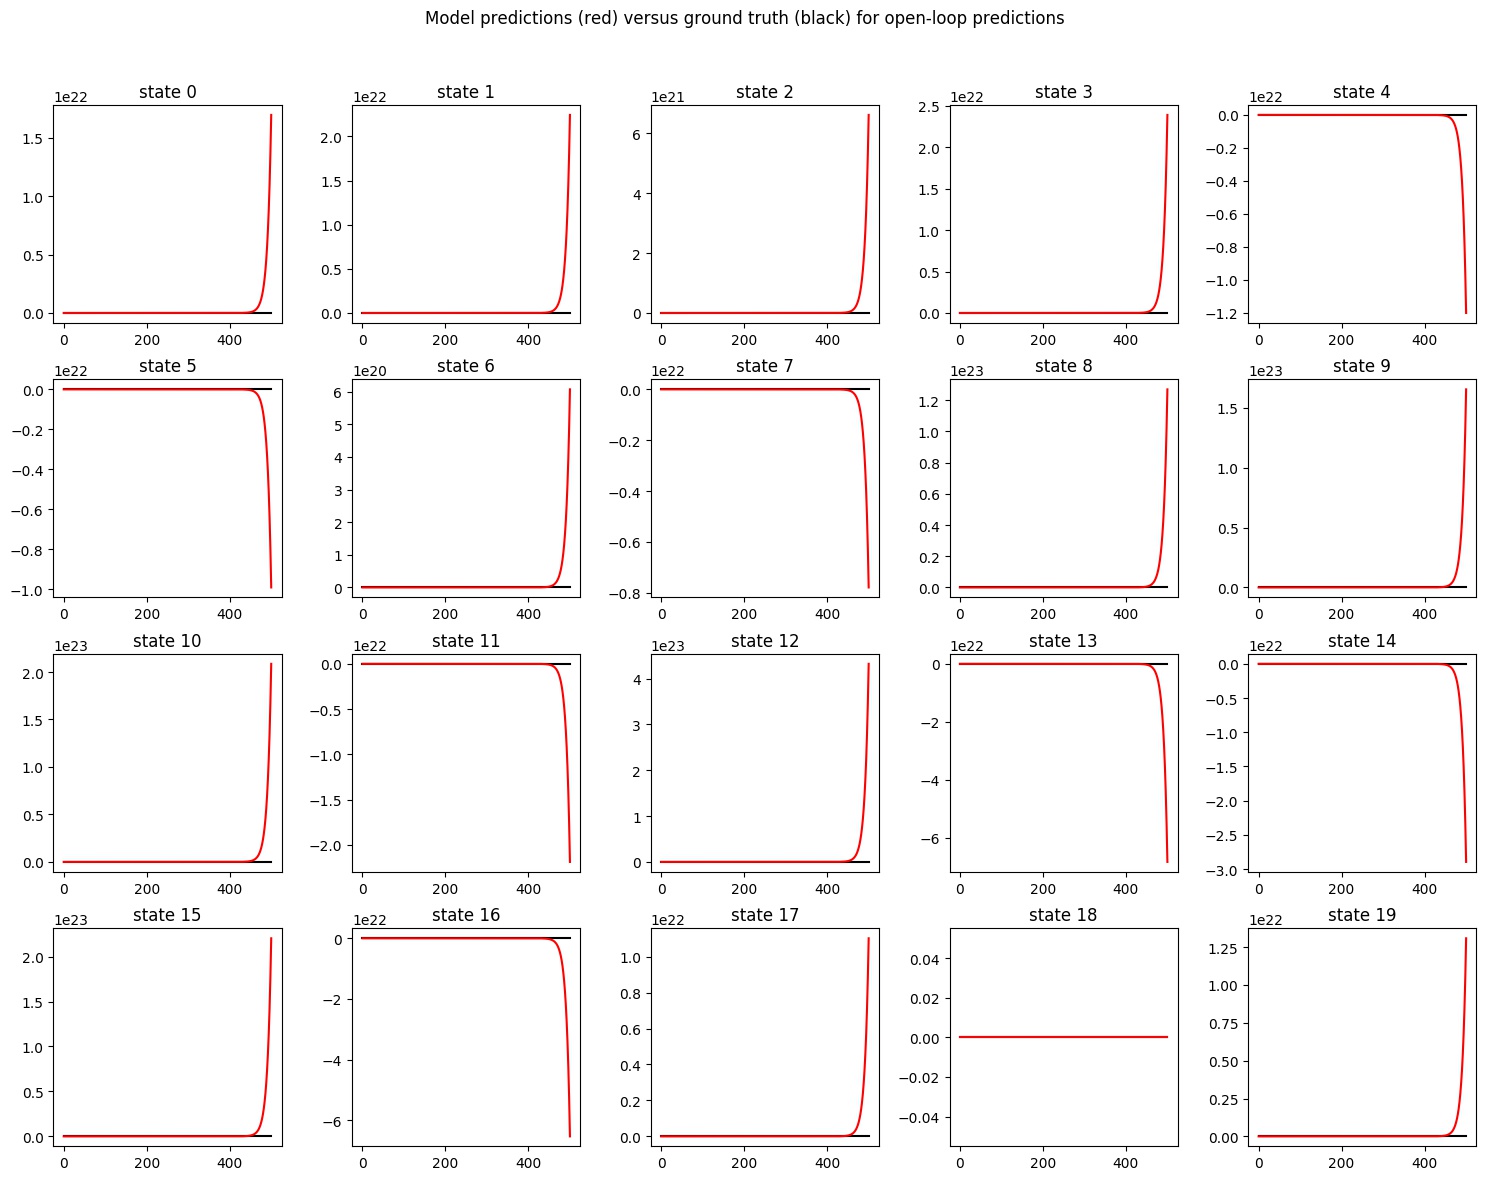 Model predictions (red) versus ground truth (black) for open-loop predictions
state 0 state 1 state 2 state 3 state 4
1e22 1e22 1e21 1e22 1e22
1.5 1.0 0.5 0.0
2.0 1.5 1.0 0.5 0.0
6 4 2 0
2.5 2.0 1.5 1.0 0.5 0.0
0.0 −0.2 −0.4 −0.6 −0.8 −1.0 −1.2
0 200 400 0 200 400 0 200 400 0 200 400 0 200 400
state 5 state 6 state 7 state 8 state 9
1e22 1e20 1e22 1e23 1e23
0.0 −0.2 −0.4 −0.6 −0.8 −1.0
6 5 4 3 2 1 0
0.0 −0.2 −0.4 −0.6 −0.8
1.2 1.0 0.8 0.6 0.4 0.2 0.0
1.5 1.0 0.5 0.0
0 200 400 0 200 400 0 200 400 0 200 400 0 200 400
state 10 state 11 state 12 state 13 state 14
1e23 1e22 1e23 1e22 1e22
2.0 1.5 1.0 0.5 0.0
0.0 −0.5 −1.0 −1.5 −2.0
4 3 2 1 0
0 −2 −4 −6
0.0 −0.5 −1.0 −1.5 −2.0 −2.5 −3.0
0 200 400 0 200 400 0 200 400 0 200 400 0 200 400
state 15 state 16 state 17 state 18 state 19
1e23 1e22 1e22 1e22
2.0 1.5 1.0 0.5 0.0
0 −2 −4 −6
1.0 0.8 0.6 0.4 0.2 0.0
0.04 0.02 0.00 −0.02 −0.04
1.25 1.00 0.75 0.50 0.25 0.00
0 200 400 0 200 400 0 200 400 0 200 400 0 200 400